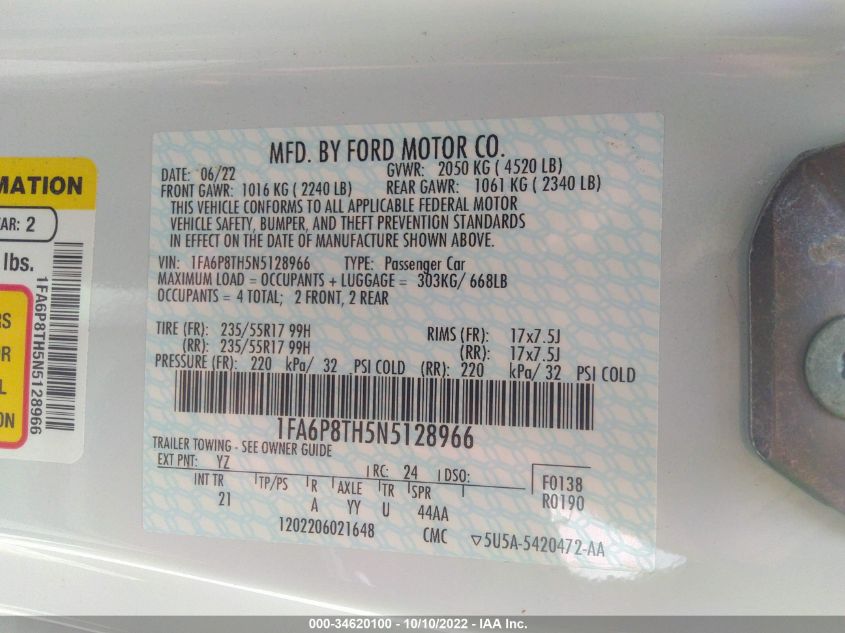 MFD. BY FORD MOTOR CO.
DATE: 06/22 GVWR: 2050 KG ( 4520 LB)
FRONT GAWR: 1016 KG ( 2240 LB) REAR GAWR: 1061 KG ( 2340 LB)
THIS VEHICLE CONFORMS TO ALL APPLICABLE FEDERAL MOTOR
VEHICLE SAFETY, BUMPER, AND THEFT PREVENTION STANDARDS
IN EFFECT ON THE DATE OF MANUFACTURE SHOWN ABOVE.
VIN: 1FA6P8TH5N5128966 TYPE: Passenger Car
MAXIMUM LOAD = OCCUPANTS + LUGGAGE = 303KG/ 668LB
OCCUPANTS = 4 TOTAL; 2 FRONT, 2 REAR
TIRE (FR): 235/55R17 99H RIMS (FR): 17x7.5J
(RR): 235/55R17 99H (RR): 17x7.5J
PRESSURE (FR): 220 kPa/ 32 PSI COLD (RR): 220 kPa/ 32 PSI COLD
1FA6P8TH5N5128966
TRAILER TOWING - SEE OWNER GUIDE
EXT PNT: YZ RC: 24 DSO: F0138
INT TR TP/PS R AXLE TR SPR R0190
21 A YY U 44AA
1202206021648 CMC ▽5U5A-5420472-AA
MATION
EAR: 2
lbs.
RS
OR
L
ON
1FA6P8TH5N5128966
000-34620100 - 10/10/2022 - IAA Inc.